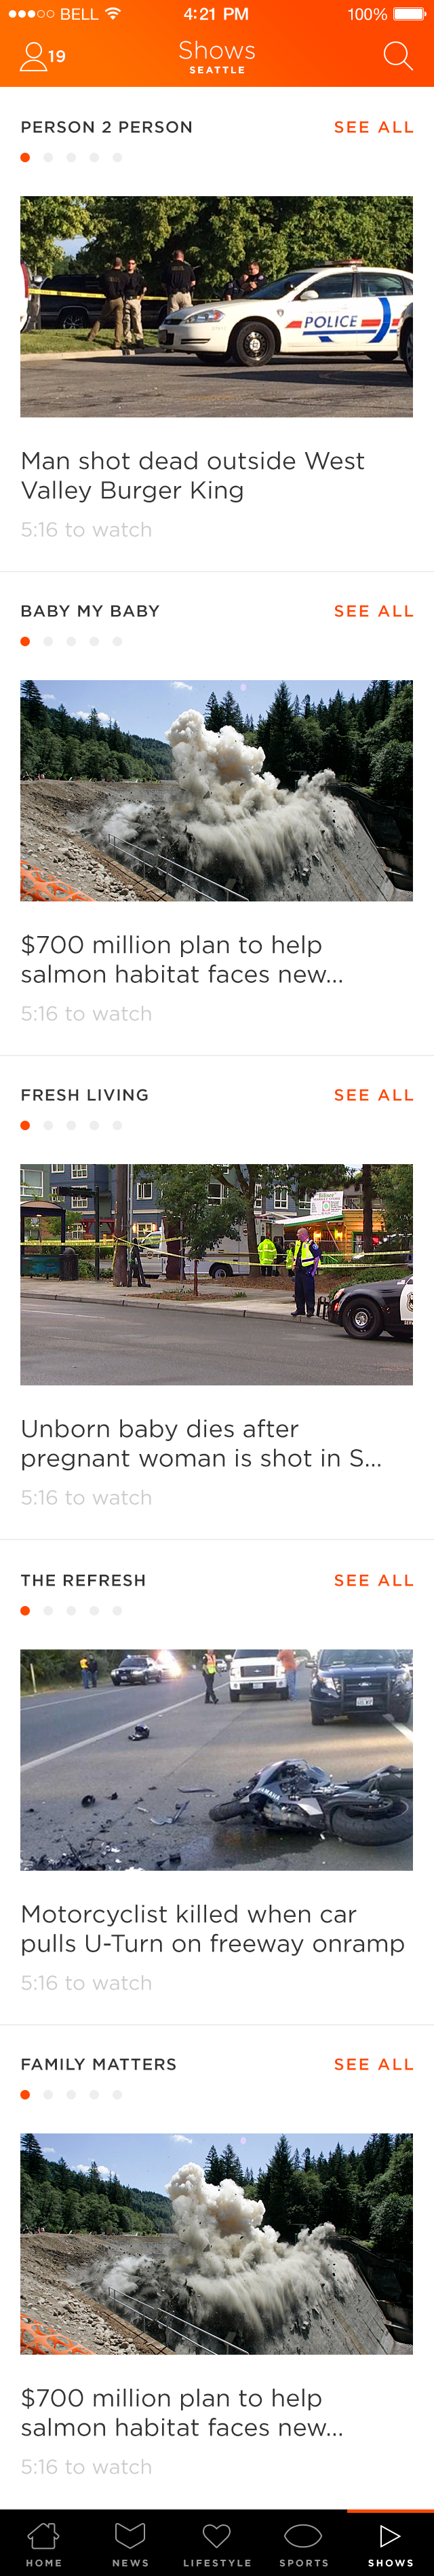 BELL 4:21 PM 100%
19 Shows
SEATTLE
PERSON 2 PERSON SEE ALL
POLICE
Man shot dead outside West
Valley Burger King
5:16 to watch
BABY MY BABY SEE ALL
$700 million plan to help
salmon habitat faces new...
5:16 to watch
FRESH LIVING SEE ALL
Unborn baby dies after
pregnant woman is shot in S...
5:16 to watch
THE REFRESH SEE ALL
YAMAHA
Motorcyclist killed when car
pulls U-Turn on freeway onramp
5:16 to watch
FAMILY MATTERS SEE ALL
$700 million plan to help
salmon habitat faces new...
5:16 to watch
HOME NEWS LIFESTYLE SPORTS SHOWS